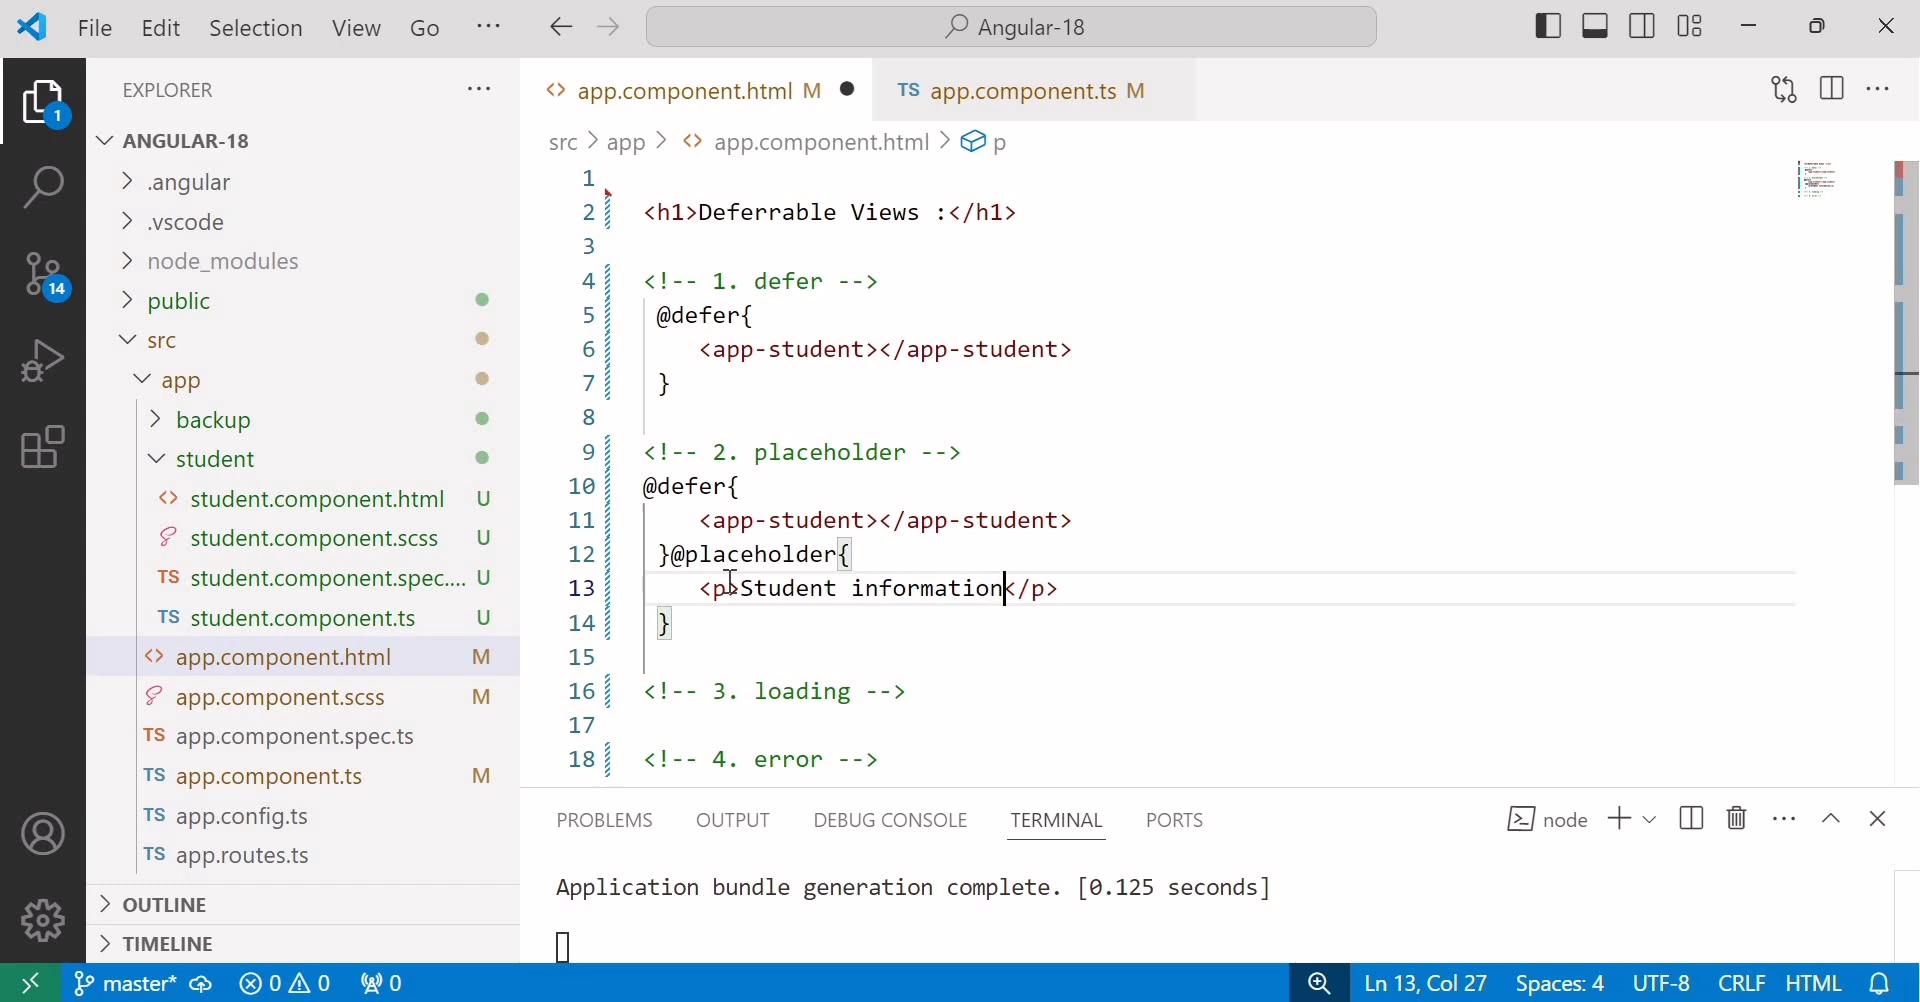 File Edit Selection View Go ··· Angular-18
EXPLORER ···
ANGULAR-18
.angular
.vscode
node_modules
public
src
app
backup
student
student.component.html U
student.component.scss U
TS student.component.spec.... U
TS student.component.ts U
app.component.html M
app.component.scss M
TS app.component.spec.ts
TS app.component.ts M
TS app.config.ts
TS app.routes.ts
OUTLINE
TIMELINE
1
14
app.component.html M
TS app.component.ts M
src > app > app.component.html > p
1
2 <h1>Deferrable Views :</h1>
3
4 <!-- 1. defer -->
5 @defer{
6 <app-student></app-student>
7 }
8
9 <!-- 2. placeholder -->
10 @defer{
11 <app-student></app-student>
12 }@placeholder{
13 <p>Student information</p>
14 }
15
16 <!-- 3. loading -->
17
18 <!-- 4. error -->
PROBLEMS OUTPUT DEBUG CONSOLE TERMINAL PORTS node
Application bundle generation complete. [0.125 seconds]
master* 0 0 0 Ln 13, Col 27 Spaces: 4 UTF-8 CRLF HTML